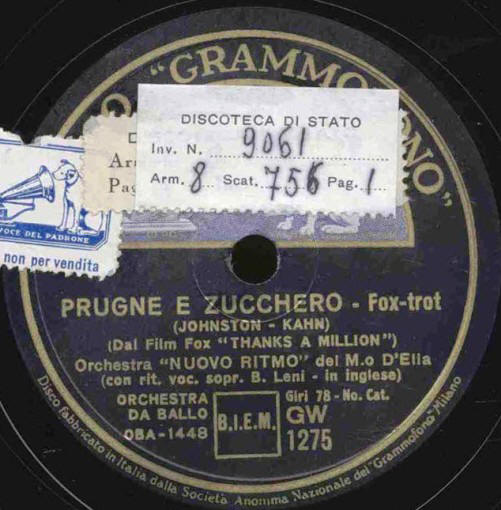 "GRAMMOFONO"
DISCOTECA DI STATO
Inv. N. 9061
Arm. 8 Scat. 756 Pag. 1
VOCE DEL PADRONE
non per vendita
PRUGNE E ZUCCHERO - Fox-trot
(JOHNSTON - KAHN)
(Dal Film Fox "THANKS A MILLION")
Orchestra "NUOVO RITMO" del M.o D'Elia
(con rit. voc. sopr. B. Leni - in inglese)
ORCHESTRA
DA BALLO
OBA-1448
B.I.E.M.
Giri 78 - No. Cat.
GW
1275
Disco fabbricato in Italia dalla Società Anonima Nazionale del "Grammofono" Milano